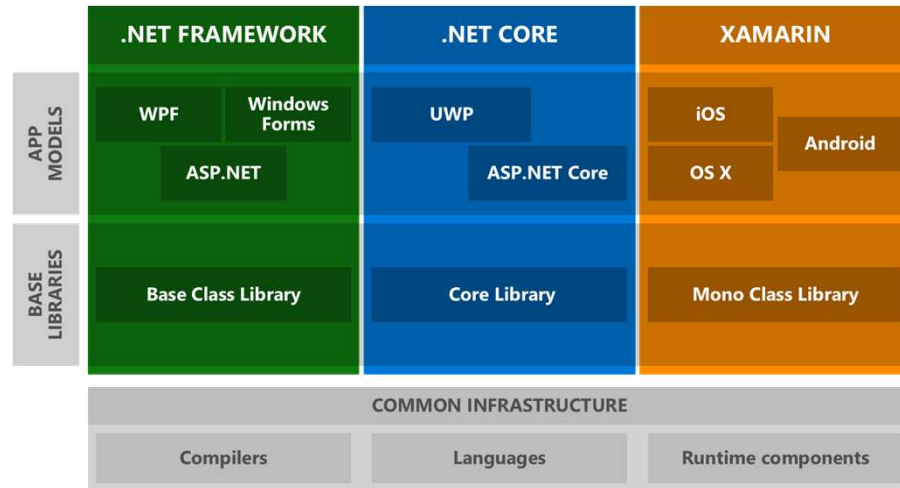 .NET FRAMEWORK
.NET CORE
XAMARIN
APP
MODELS
WPF
Windows
Forms
ASP.NET
UWP
ASP.NET Core
iOS
OS X
Android
BASE
LIBRARIES
Base Class Library
Core Library
Mono Class Library
COMMON INFRASTRUCTURE
Compilers
Languages
Runtime components